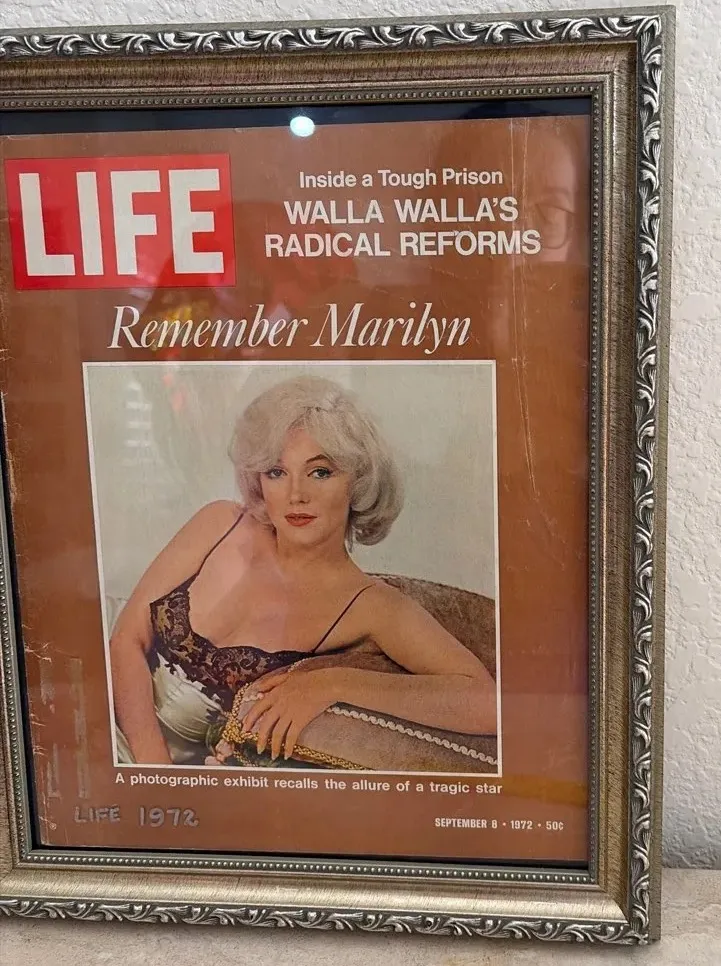 LIFE
Inside a Tough Prison
WALLA WALLA'S
RADICAL REFORMS
Remember Marilyn
A photographic exhibit recalls the allure of a tragic star
LIFE 1972
SEPTEMBER 8 • 1972 • 50¢